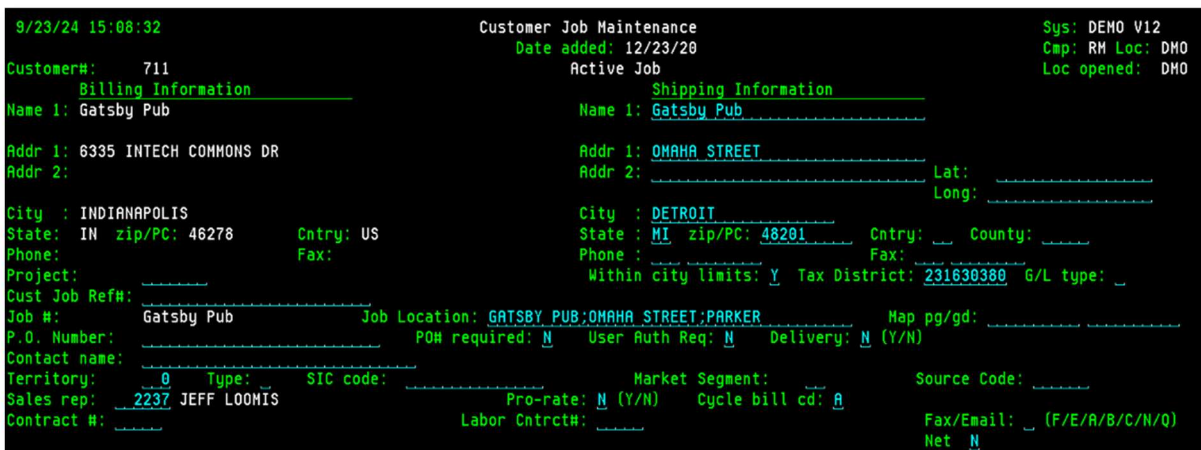 9/23/24 15:08:32 Customer Job Maintenance Sys: DEMO V12
Date added: 12/23/20 Cmp: RM Loc: DMO
Customer#: 711 Active Job Loc opened: DMO
Billing Information Shipping Information
Name 1: Gatsby Pub Name 1: Gatsby Pub
Addr 1: 6335 INTECH COMMONS DR Addr 1: OMAHA STREET
Addr 2: Addr 2: Lat:
Long:
City : INDIANAPOLIS City : DETROIT
State: IN zip/PC: 46278 Cntry: US State : MI zip/PC: 48201 Cntry: County:
Phone: Fax: Phone : Fax:
Project: Within city limits: Y Tax District: 231630380 G/L type:
Cust Job Ref#:
Job #: Gatsby Pub Job Location: GATSBY PUB;OMAHA STREET;PARKER Map pg/gd:
P.O. Number: PO# required: N User Auth Req: N Delivery: N (Y/N)
Contact name:
Territory: 0 Type: SIC code: Market Segment: Source Code:
Sales rep: 2237 JEFF LOOMIS Pro-rate: N (Y/N) Cycle bill cd: A
Contract #: Labor Cntrct#: Fax/Email: (F/E/A/B/C/N/Q)
Net N